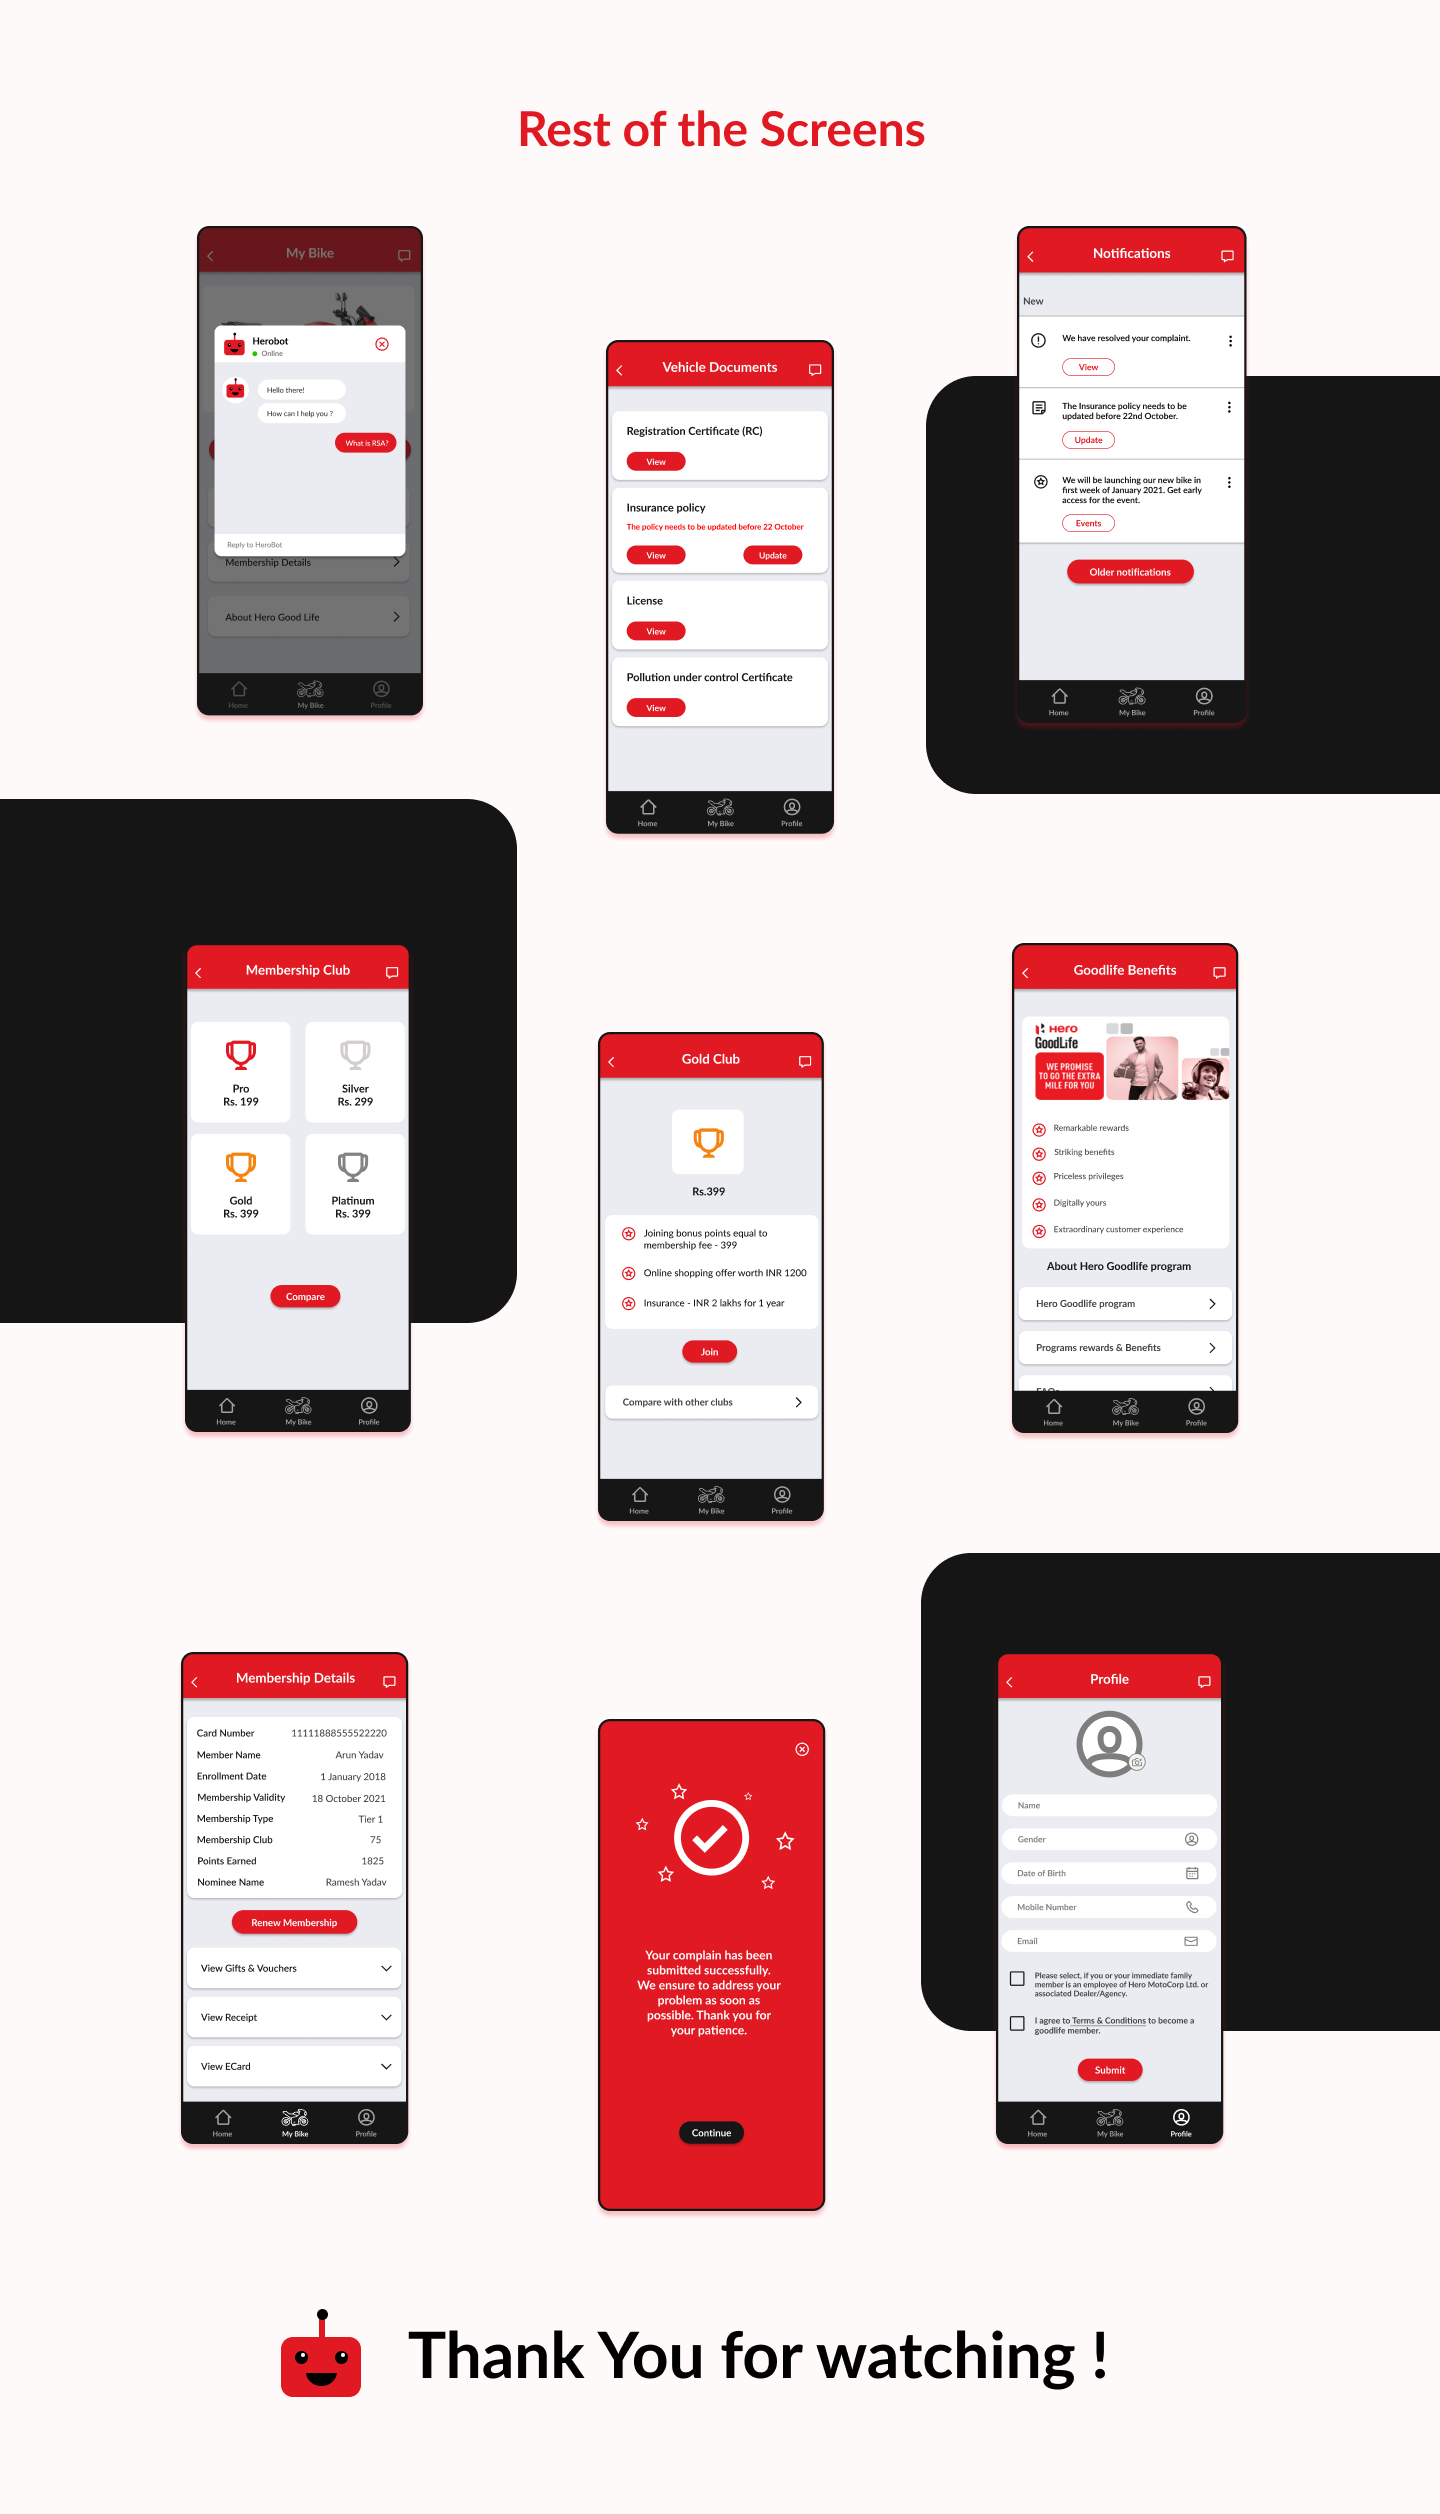 Rest of the Screens
My Bike
Herobot
Online
Hello there!
How can I help you ?
What is RSA?
Reply to HeroBot
Membership Details
About Hero Good Life
Home
My Bike
Profile
Vehicle Documents
Registration Certificate (RC)
View
Insurance policy
The policy needs to be updated before 22 October
View
Update
License
View
Pollution under control Certificate
View
Home
My Bike
Profile
Notifications
New
We have resolved your complaint.
View
The Insurance policy needs to be
updated before 22nd October.
Update
We will be launching our new bike in
first week of January 2021. Get early
access for the event.
Events
Older notifications
Home
My Bike
Profile
Membership Club
Pro
Rs. 199
Silver
Rs. 299
Gold
Rs. 399
Platinum
Rs. 399
Compare
Home
My Bike
Profile
Gold Club
Rs.399
Joining bonus points equal to
membership fee - 399
Online shopping offer worth INR 1200
Insurance - INR 2 lakhs for 1 year
Join
Compare with other clubs
Home
My Bike
Profile
Goodlife Benefits
Hero
GoodLife
WE PROMISE
TO GO THE EXTRA
MILE FOR YOU
Remarkable rewards
Striking benefits
Priceless privileges
Digitally yours
Extraordinary customer experience
About Hero Goodlife program
Hero Goodlife program
Programs rewards & Benefits
FAQs
Home
My Bike
Profile
Membership Details
Card Number 11111888555522220
Member Name Arun Yadav
Enrollment Date 1 January 2018
Membership Validity 18 October 2021
Membership Type Tier 1
Membership Club 75
Points Earned 1825
Nominee Name Ramesh Yadav
Renew Membership
View Gifts & Vouchers
View Receipt
View ECard
Home
My Bike
Profile
Your complain has been
submitted successfully.
We ensure to address your
problem as soon as
possible. Thank you for
your patience.
Continue
Profile
Name
Gender
Date of Birth
Mobile Number
Email
Please select, if you or your immediate family
member is an employee of Hero MotoCorp Ltd. or
associated Dealer/Agency.
I agree to Terms & Conditions to become a
goodlife member.
Submit
Home
My Bike
Profile
Thank You for watching !